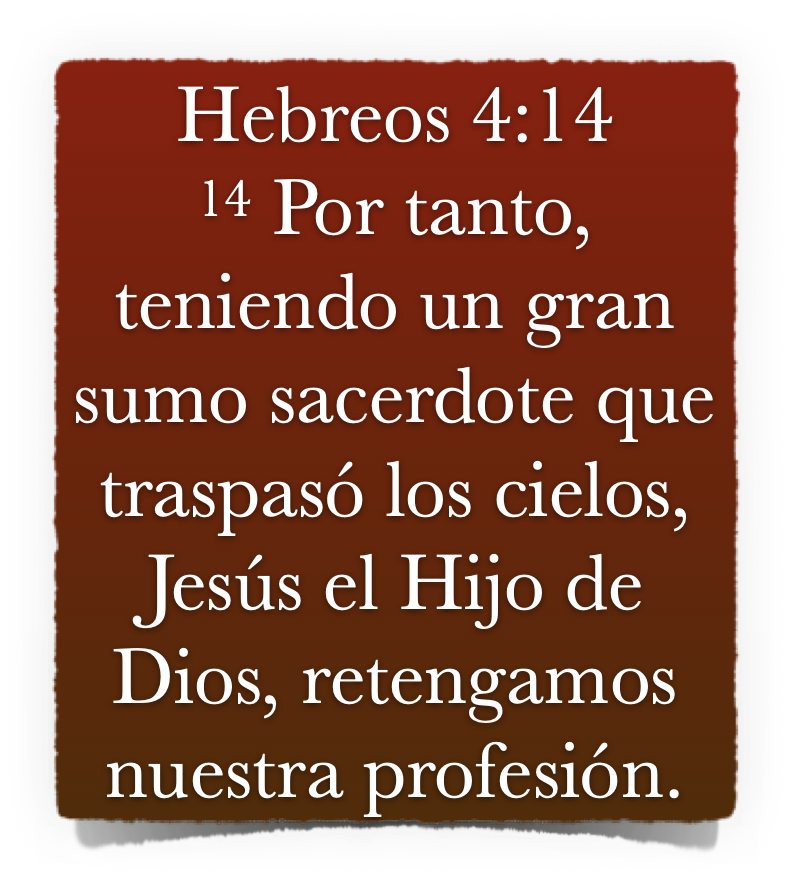 Hebreos 4:14
14 Por tanto,
teniendo un gran
sumo sacerdote que
traspasó los cielos,
Jesús el Hijo de
Dios, retengamos
nuestra profesión.